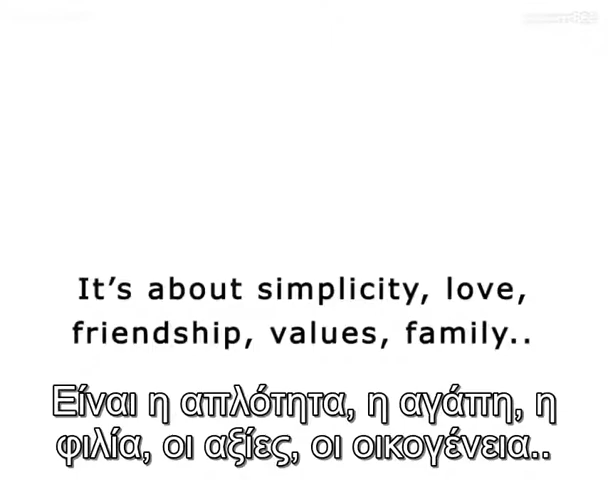 It's about simplicity, love,
friendship, values, family..
Είναι η απλότητα, η αγάπη, η
φιλία, οι αξίες, οι οικογένεια..